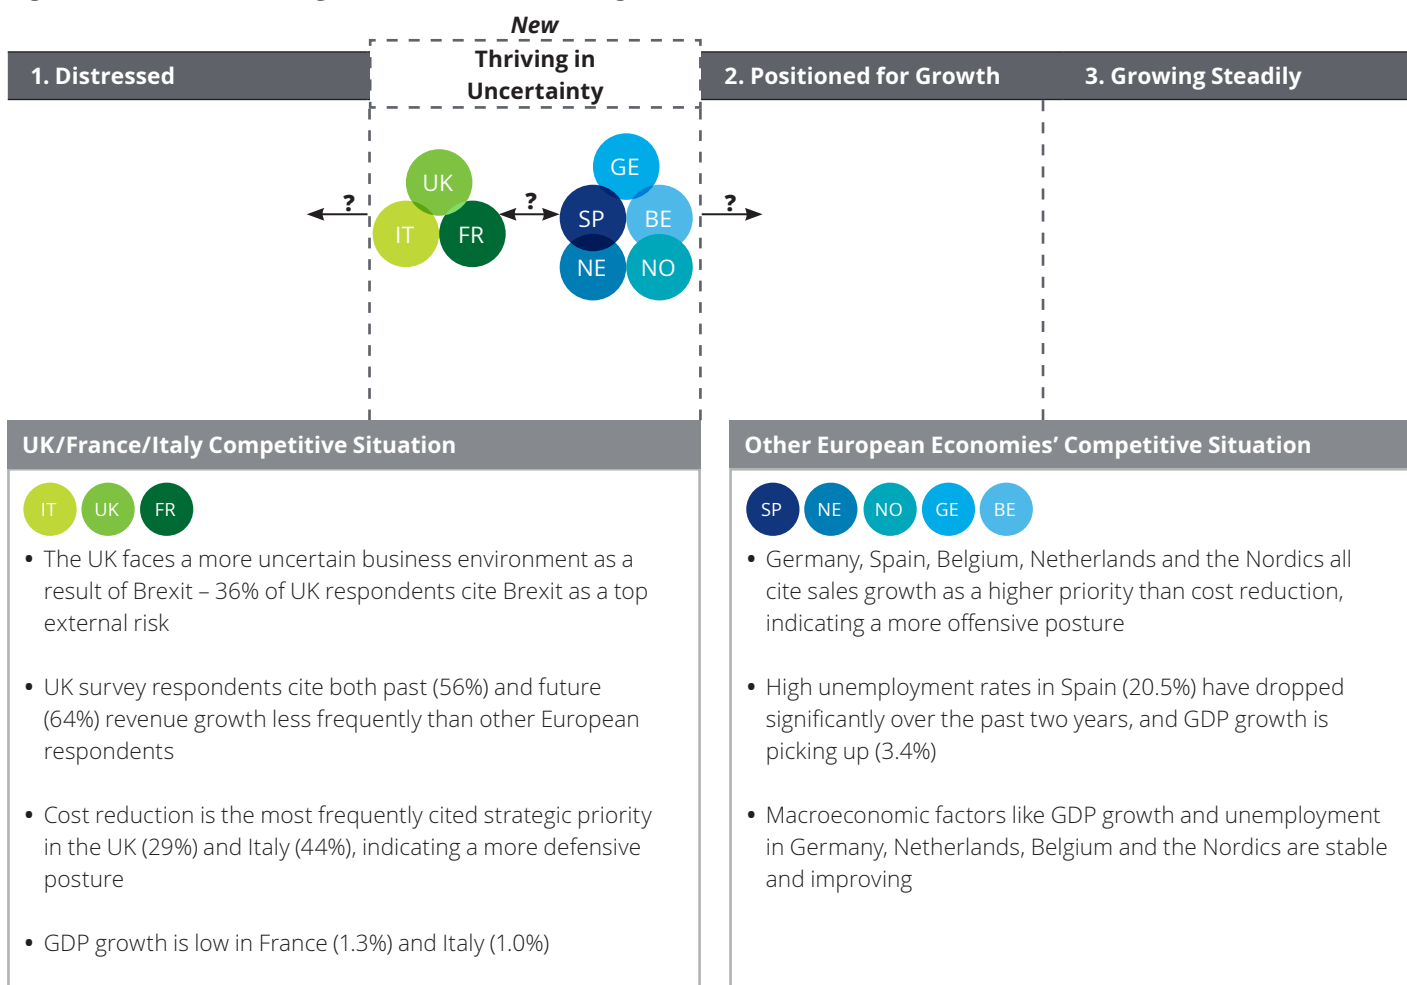 New
1. Distressed
Thriving in
Uncertainty
2. Positioned for Growth
3. Growing Steadily
UK
IT
FR
?
?
?
GE
SP
BE
NE
NO
UK/France/Italy Competitive Situation
IT UK FR
• The UK faces a more uncertain business environment as a
result of Brexit – 36% of UK respondents cite Brexit as a top
external risk
• UK survey respondents cite both past (56%) and future
(64%) revenue growth less frequently than other European
respondents
• Cost reduction is the most frequently cited strategic priority
in the UK (29%) and Italy (44%), indicating a more defensive
posture
• GDP growth is low in France (1.3%) and Italy (1.0%)
Other European Economies’ Competitive Situation
SP NE NO GE BE
• Germany, Spain, Belgium, Netherlands and the Nordics all
cite sales growth as a higher priority than cost reduction,
indicating a more offensive posture
• High unemployment rates in Spain (20.5%) have dropped
significantly over the past two years, and GDP growth is
picking up (3.4%)
• Macroeconomic factors like GDP growth and unemployment
in Germany, Netherlands, Belgium and the Nordics are stable
and improving